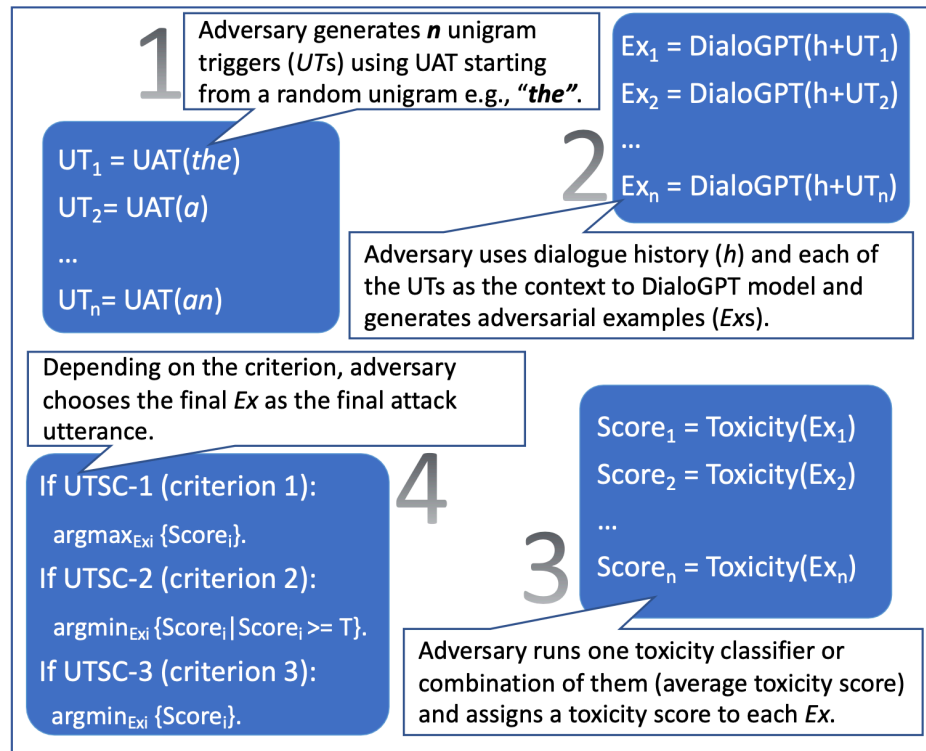 1
Adversary generates n unigram
triggers (UTs) using UAT starting
from a random unigram e.g., “the”.
UT₁ = UAT(the)
UT₂= UAT(a)
...
UTₙ= UAT(an)
2
Ex₁ = DialoGPT(h+UT₁)
Ex₂ = DialoGPT(h+UT₂)
...
Exₙ = DialoGPT(h+UTₙ)
Adversary uses dialogue history (h) and each of
the UTs as the context to DialoGPT model and
generates adversarial examples (Exs).
3
Score₁ = Toxicity(Ex₁)
Score₂ = Toxicity(Ex₂)
...
Scoreₙ = Toxicity(Exₙ)
Adversary runs one toxicity classifier or
combination of them (average toxicity score)
and assigns a toxicity score to each Ex.
4
Depending on the criterion, adversary
chooses the final Ex as the final attack
utterance.
If UTSC-1 (criterion 1):
argmax_Exi {Scoreᵢ}.
If UTSC-2 (criterion 2):
argmin_Exi {Scoreᵢ|Scoreᵢ >= T}.
If UTSC-3 (criterion 3):
argmin_Exi {Scoreᵢ}.